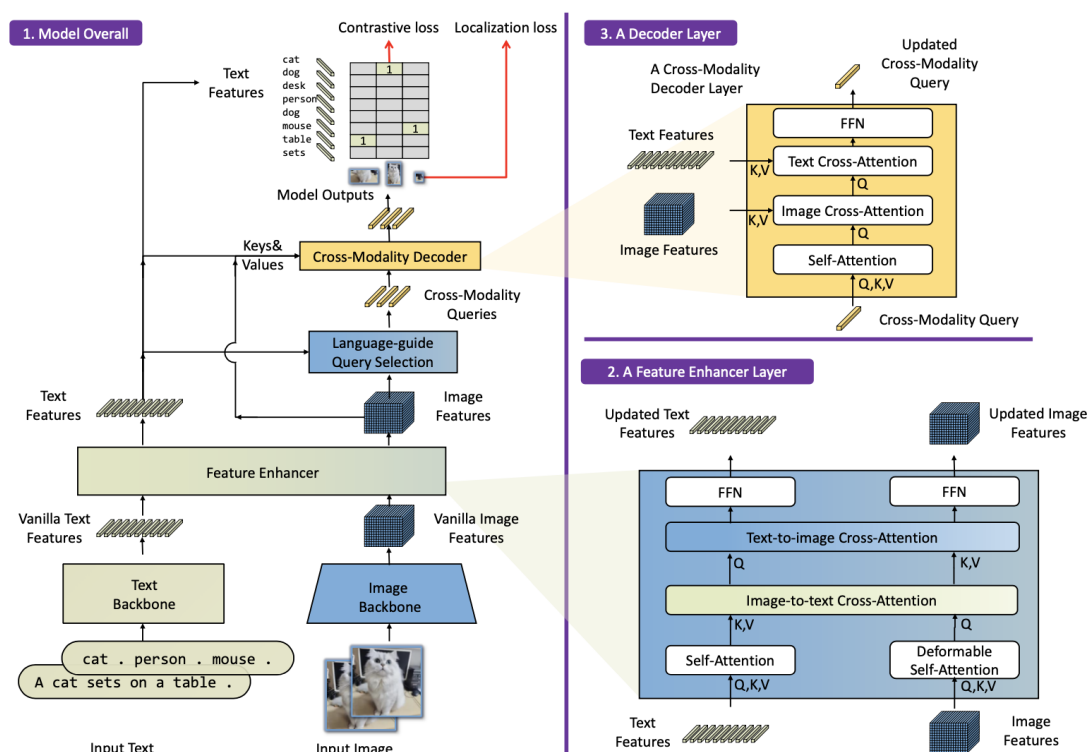 1. Model Overall
Contrastive loss
Localization loss
Text
Features
cat
dog
desk
person
dog
mouse
table
sets
1
1
1
Model Outputs
Keys&
Values
Cross-Modality Decoder
Cross-Modality
Queries
Language-guide
Query Selection
Text
Features
Image
Features
Feature Enhancer
Vanilla Text
Features
Vanilla Image
Features
Text
Backbone
Image
Backbone
cat . person . mouse .
A cat sets on a table .
Input Text
Input Image
3. A Decoder Layer
A Cross-Modality
Decoder Layer
Updated
Cross-Modality
Query
FFN
Text Features
Text Cross-Attention
K,V
Q
Image Cross-Attention
K,V
Image Features
Q
Self-Attention
Q,K,V
Cross-Modality Query
2. A Feature Enhancer Layer
Updated Text
Features
Updated Image
Features
FFN
FFN
Text-to-image Cross-Attention
Q
K,V
Image-to-text Cross-Attention
K,V
Q
Self-Attention
Deformable
Self-Attention
Q,K,V
Q,K,V
Text
Features
Image
Features